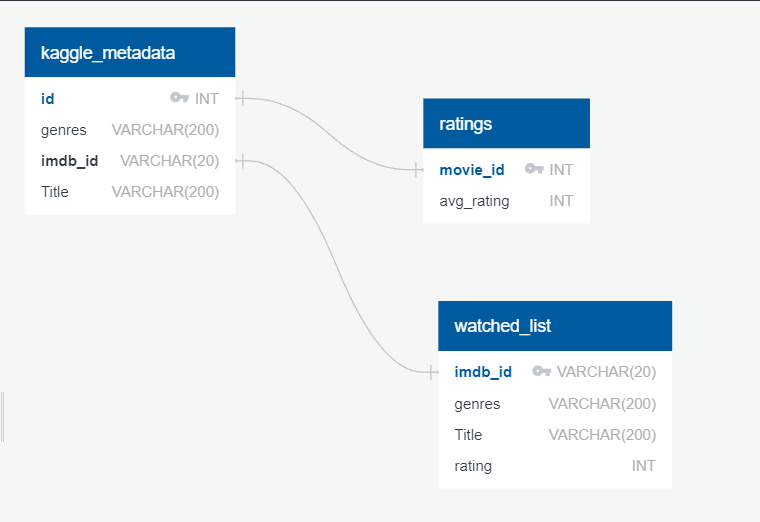 kaggle_metadata
id INT
genres VARCHAR(200)
imdb_id VARCHAR(20)
Title VARCHAR(200)
ratings
movie_id INT
avg_rating INT
watched_list
imdb_id VARCHAR(20)
genres VARCHAR(200)
Title VARCHAR(200)
rating INT